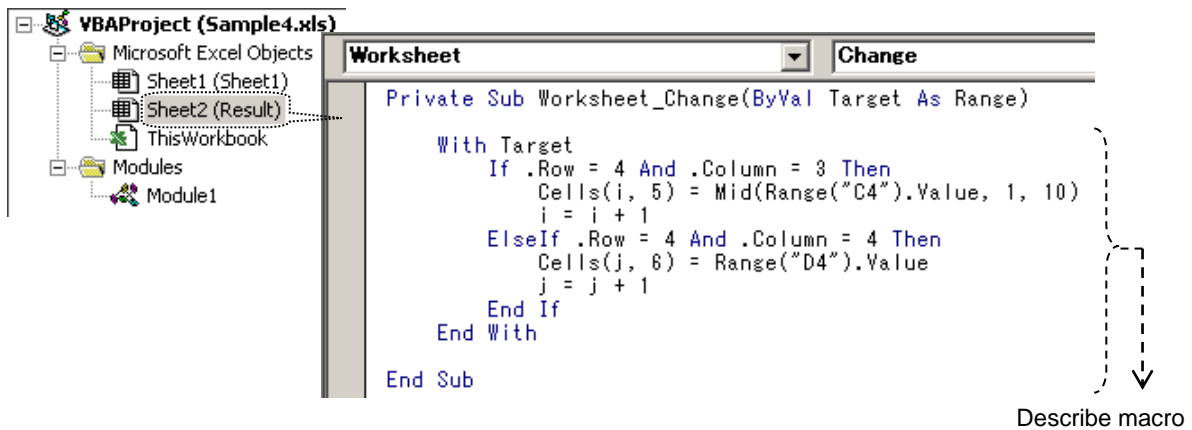 VBAProject (Sample4.xls)
Microsoft Excel Objects
Sheet1 (Sheet1)
Sheet2 (Result)
ThisWorkbook
Modules
Module1
Worksheet
Change
Private Sub Worksheet_Change(ByVal Target As Range)
With Target
If .Row = 4 And .Column = 3 Then
Cells(i, 5) = Mid(Range("C4").Value, 1, 10)
i = i + 1
ElseIf .Row = 4 And .Column = 4 Then
Cells(j, 6) = Range("D4").Value
j = j + 1
End If
End With
End Sub
Describe macro